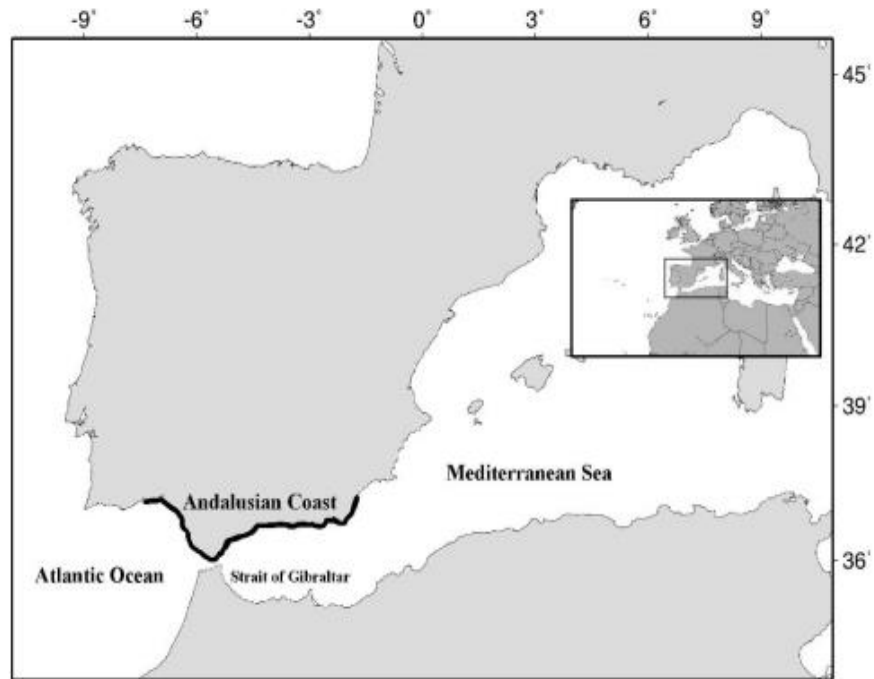 -9° -6° -3° 0° 3° 6° 9°
45°
42°
39°
Mediterranean Sea
Andalusian Coast
36°
Atlantic Ocean
Strait of Gibraltar